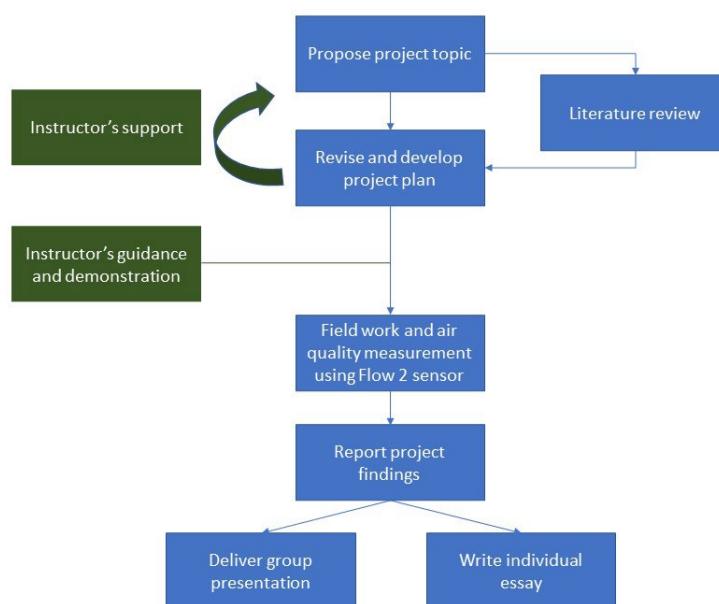 Propose project topic
Instructor’s support
Literature review
Revise and develop
project plan
Instructor’s guidance
and demonstration
Field work and air
quality measurement
using Flow 2 sensor
Report project
findings
Deliver group
presentation
Write individual
essay